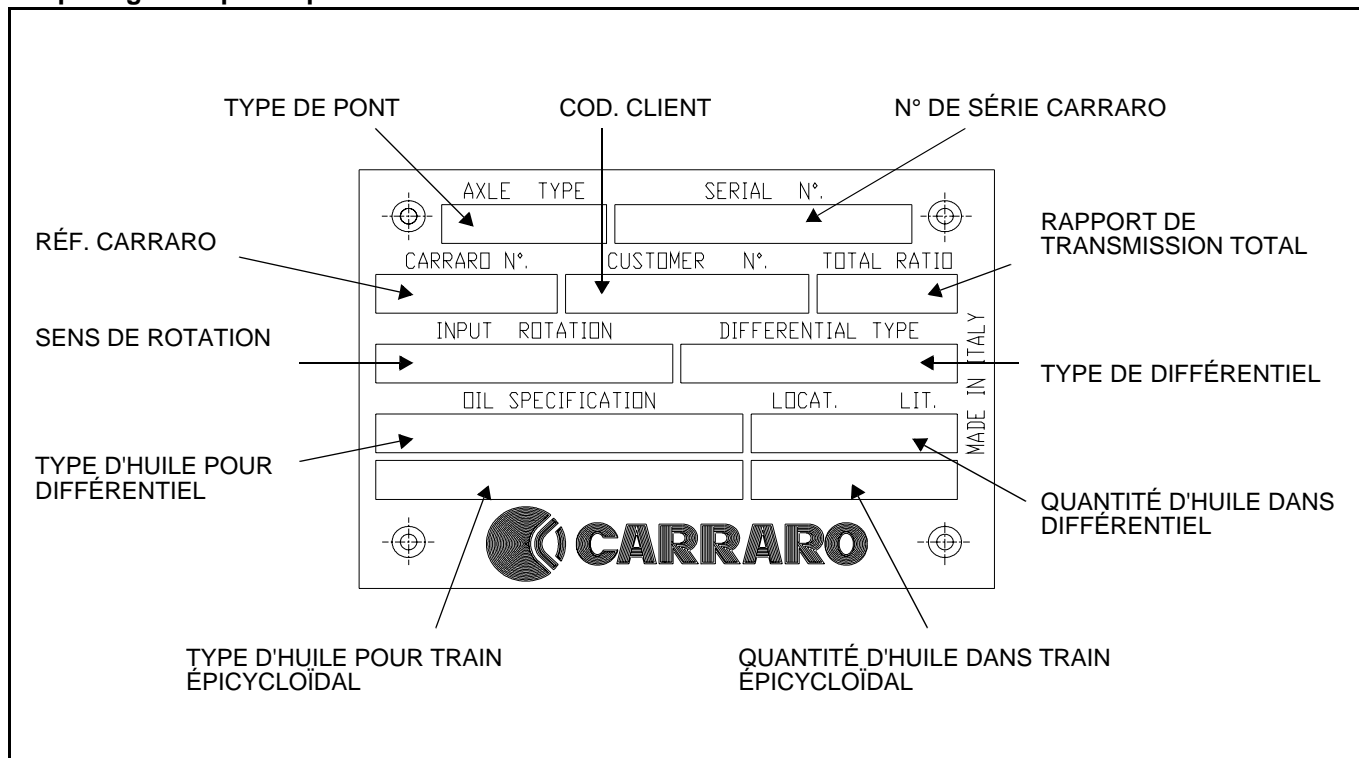 TYPE DE PONT
COD. CLIENT
N° DE SÉRIE CARRARO
AXLE TYPE
SERIAL N°.
RÉF. CARRARO
RAPPORT DE
TRANSMISSION TOTAL
CARRARO N°.
CUSTOMER N°.
TOTAL RATIO
SENS DE ROTATION
INPUT ROTATION
DIFFERENTIAL TYPE
MADE IN ITALY
TYPE DE DIFFÉRENTIEL
OIL SPECIFICATION
LOCAT. LIT.
TYPE D'HUILE POUR
DIFFÉRENTIEL
QUANTITÉ D'HUILE DANS
DIFFÉRENTIEL
CARRARO
TYPE D'HUILE POUR TRAIN
ÉPICYCLOÏDAL
QUANTITÉ D'HUILE DANS TRAIN
ÉPICYCLOÏDAL